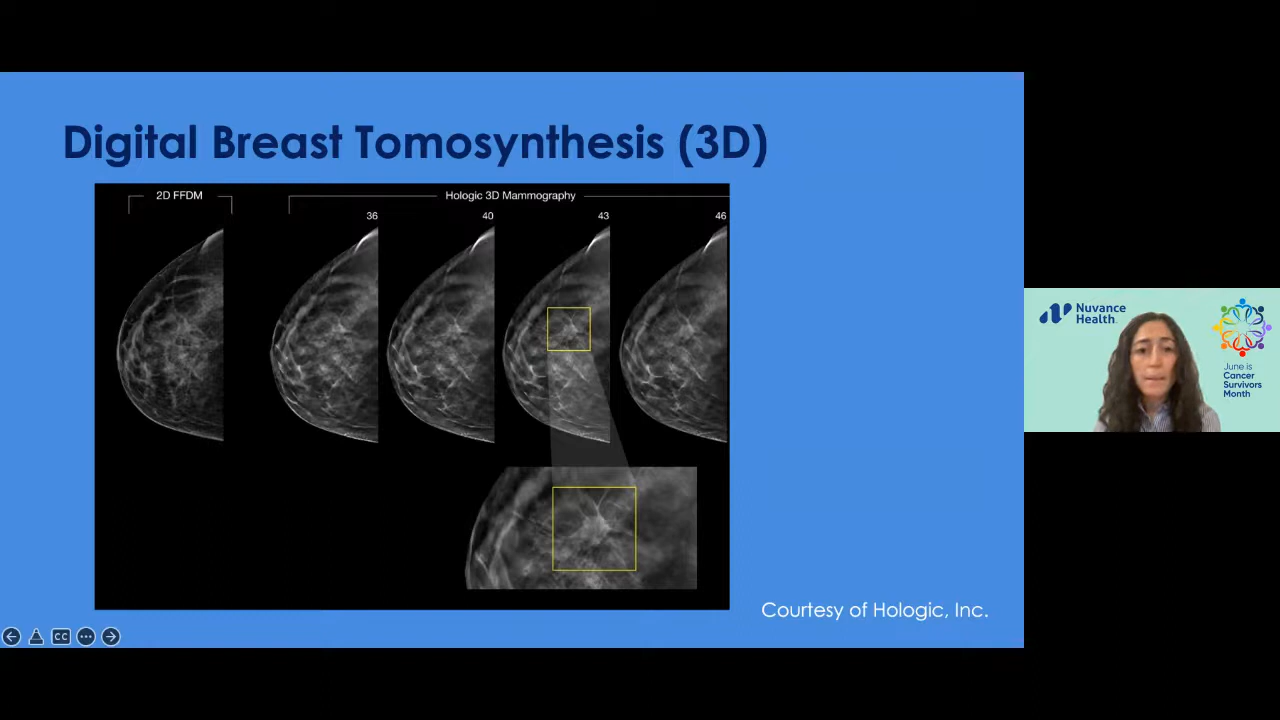 Digital Breast Tomosynthesis (3D)
2D FFDM
Hologic 3D Mammography
36
40
43
46
Courtesy of Hologic, Inc.
CC
Nuvance
Health
June is
Cancer
Survivors
Month